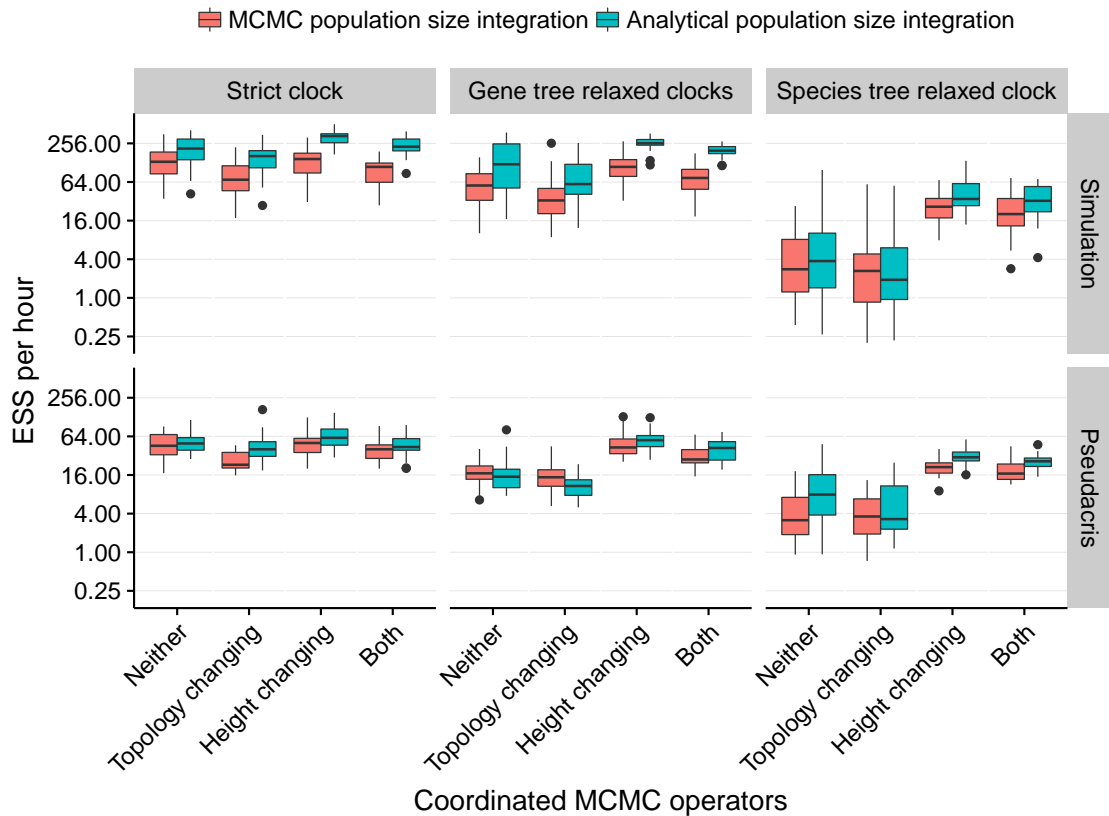 MCMC population size integration Analytical population size integration
Strict clock Gene tree relaxed clocks Species tree relaxed clock
ESS per hour
256.00
64.00
16.00
4.00
1.00
0.25
Simulation
256.00
64.00
16.00
4.00
1.00
0.25
Pseudacris
Neither Topology changing Height changing Both Neither Topology changing Height changing Both Neither Topology changing Height changing Both
Coordinated MCMC operators